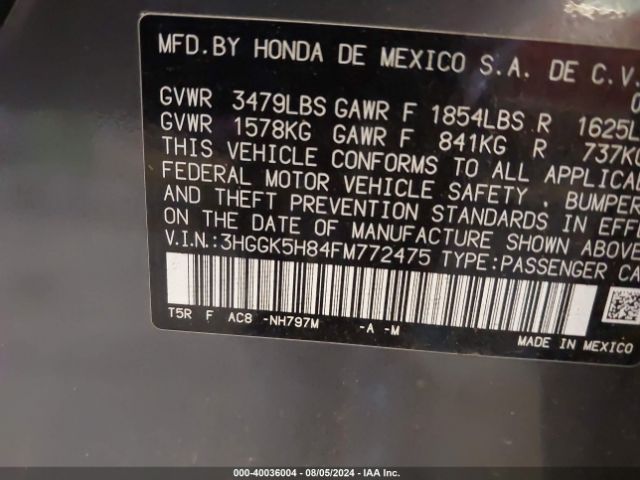 MFD.BY HONDA DE MEXICO S.A. DE C.V.
GVWR 3479LBS GAWR F 1854LBS R 1625L
GVWR 1578KG GAWR F 841KG R 737KG
THIS VEHICLE CONFORMS TO ALL APPLICA
FEDERAL MOTOR VEHICLE SAFETY , BUMPER
AND THEFT PREVENTION STANDARDS IN EFFE
ON THE DATE OF MANUFACTURE SHOWN ABOVE
V.I.N.:3HGGK5H84FM772475 TYPE:PASSENGER CA
T5R F AC8 -NH797M -A -M
MADE IN MEXICO
000-40036004 - 08/05/2024 - IAA Inc.